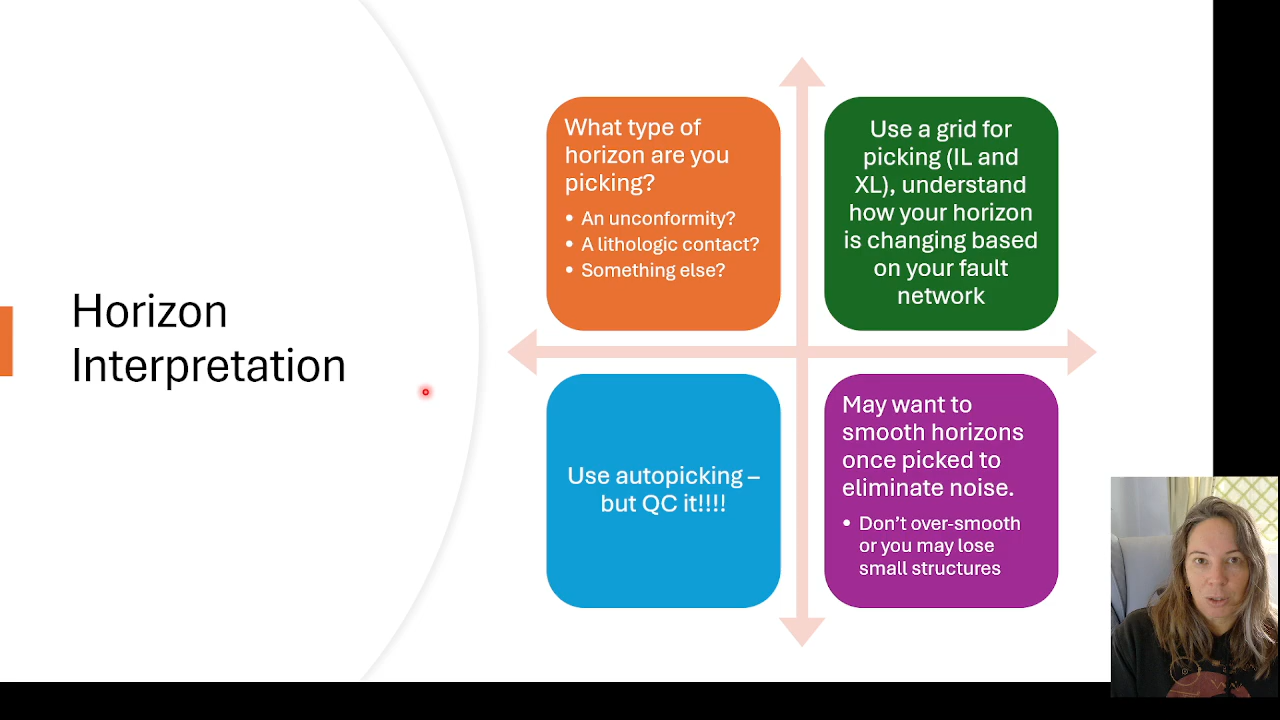 Horizon
Interpretation
What type of
horizon are you
picking?
• An unconformity?
• A lithologic contact?
• Something else?
Use a grid for
picking (IL and
XL), understand
how your horizon
is changing based
on your fault
network
Use autopicking –
but QC it!!!!
May want to
smooth horizons
once picked to
eliminate noise.
• Don’t over-smooth
or you may lose
small structures